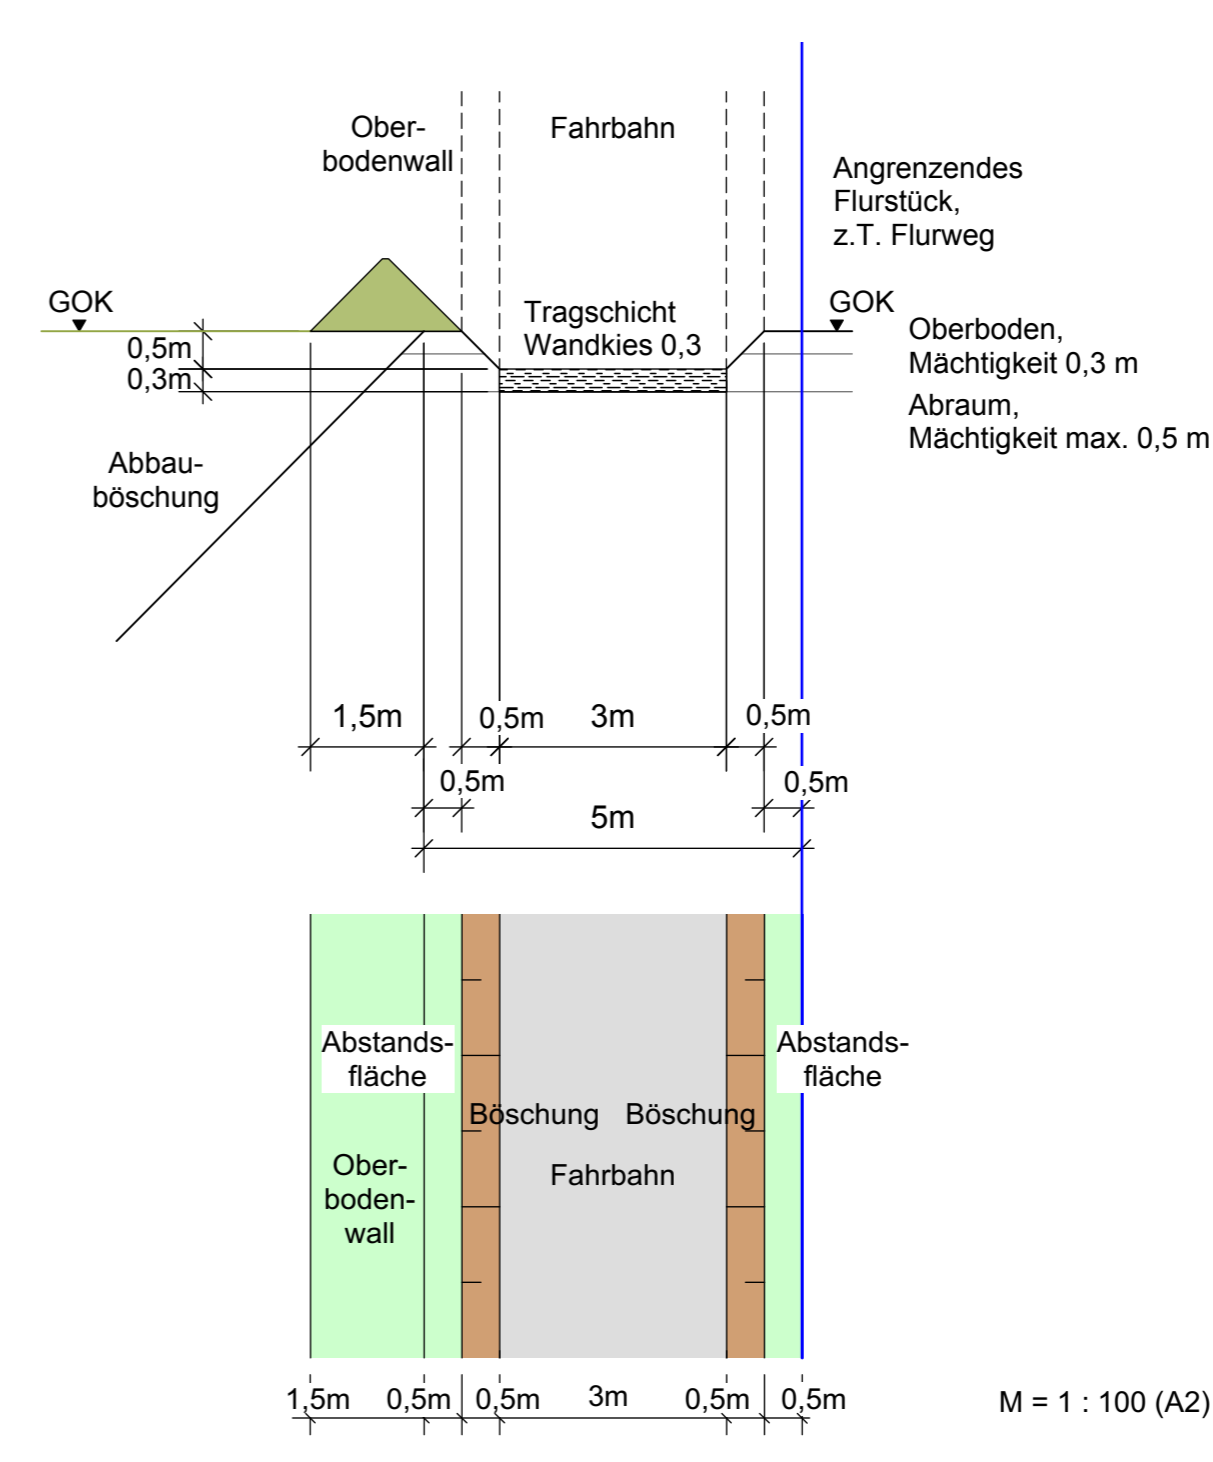 Ober-
bodenwall
Fahrbahn
Angrenzendes
Flurstück,
z.T. Flurweg
GOK
GOK
Tragschicht
Wandkies 0,3
0,5m
0,3m
Oberboden,
Mächtigkeit 0,3 m
Abraum,
Mächtigkeit max. 0,5 m
Abbau-
böschung
1,5m
0,5m
3m
0,5m
0,5m
0,5m
5m
Abstands-
fläche
Abstands-
fläche
Böschung
Böschung
Ober-
boden-
wall
Fahrbahn
1,5m
0,5m
0,5m
3m
0,5m
0,5m
M = 1 : 100 (A2)